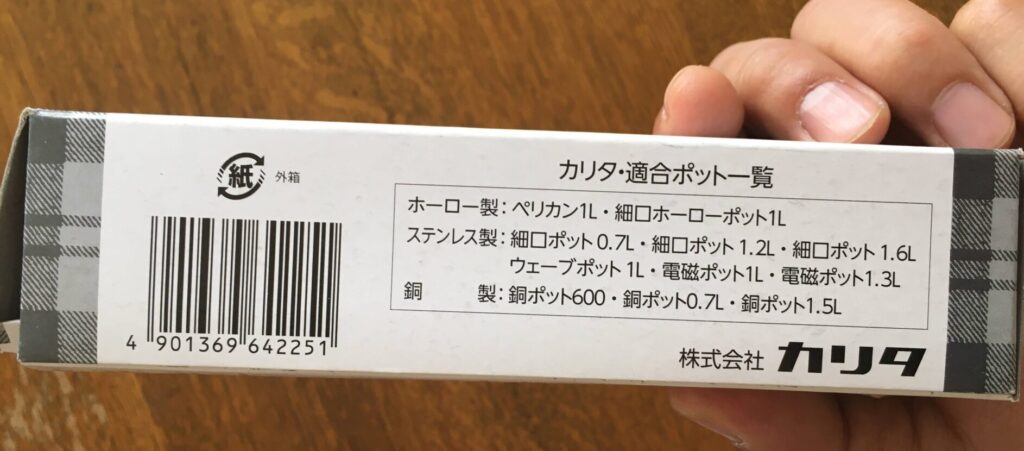 紙 外箱
4 901369 642251
カリタ・適合ポット一覧
ホーロー製：ペリカン1L・細口ホーローポット1L
ステンレス製：細口ポット 0.7L・細口ポット 1.2L・細口ポット 1.6L
ウェーブポット 1L・電磁ポット1L・電磁ポット1.3L
銅　　　製：銅ポット600・銅ポット0.7L・銅ポット1.5L
株式会社 カリタ